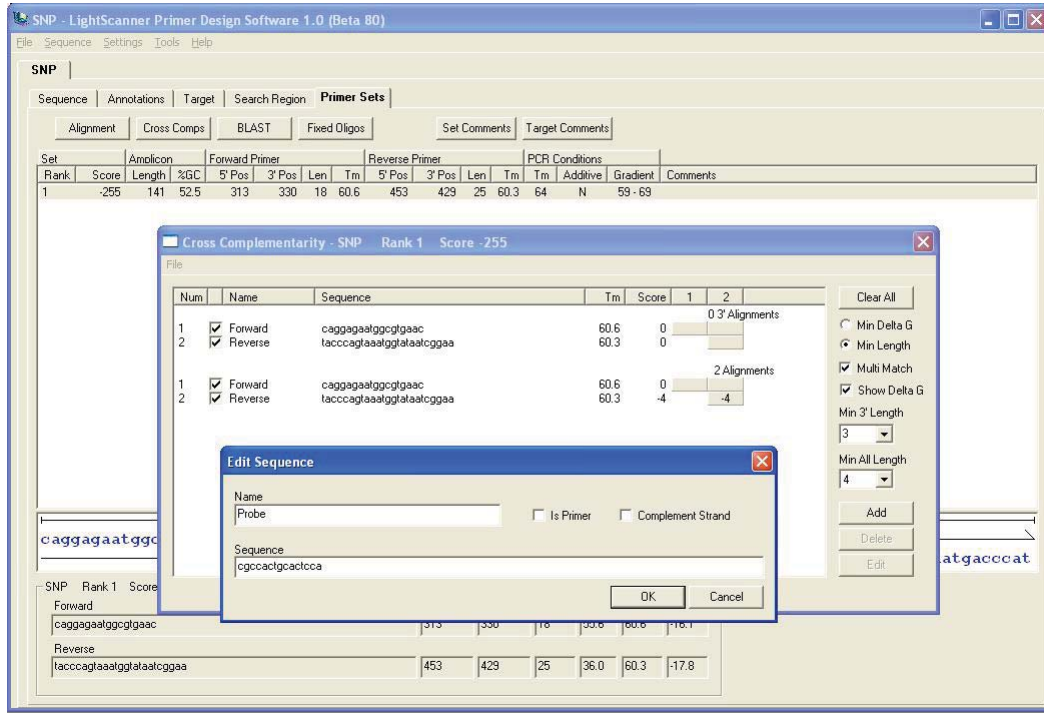 SNP - LightScanner Primer Design Software 1.0 (Beta 80)
File Sequence Settings Tools Help
SNP
Sequence Annotations Target Search Region Primer Sets
Alignment Cross Comps BLAST Fixed Oligos Set Comments Target Comments
Set Amplicon Forward Primer Reverse Primer PCR Conditions
Rank Score Length %GC 5' Pos 3' Pos Len Tm 5' Pos 3' Pos Len Tm Tm Additive Gradient Comments
1 -255 141 52.5 313 330 18 60.6 453 429 25 60.3 64 N 59 - 69
Cross Complementarity - SNP Rank 1 Score -255
File
Num Name Sequence Tm Score 1 2 Clear All
0 3' Alignments
1 Forward caggagaatggcgtgaac 60.6 0 Min Delta G
2 Reverse tacccagtaaatggtataatcggaa 60.3 0 Min Length
2 Alignments Multi Match
1 Forward caggagaatggcgtgaac 60.6 0 Show Delta G
2 Reverse tacccagtaaatggtataatcggaa 60.3 -4 -4
Min 3' Length
3
Min All Length
4
Add
Delete
Edit
Edit Sequence
Name
Probe Is Primer Complement Strand
Sequence
cgccactgcactcca
OK Cancel
caggagaatggc atgacccat
SNP Rank 1 Score
Forward
caggagaatggcgtgaac 313 330 18 55.6 60.6 -16.1
Reverse
tacccagtaaatggtataatcggaa 453 429 25 36.0 60.3 -17.8